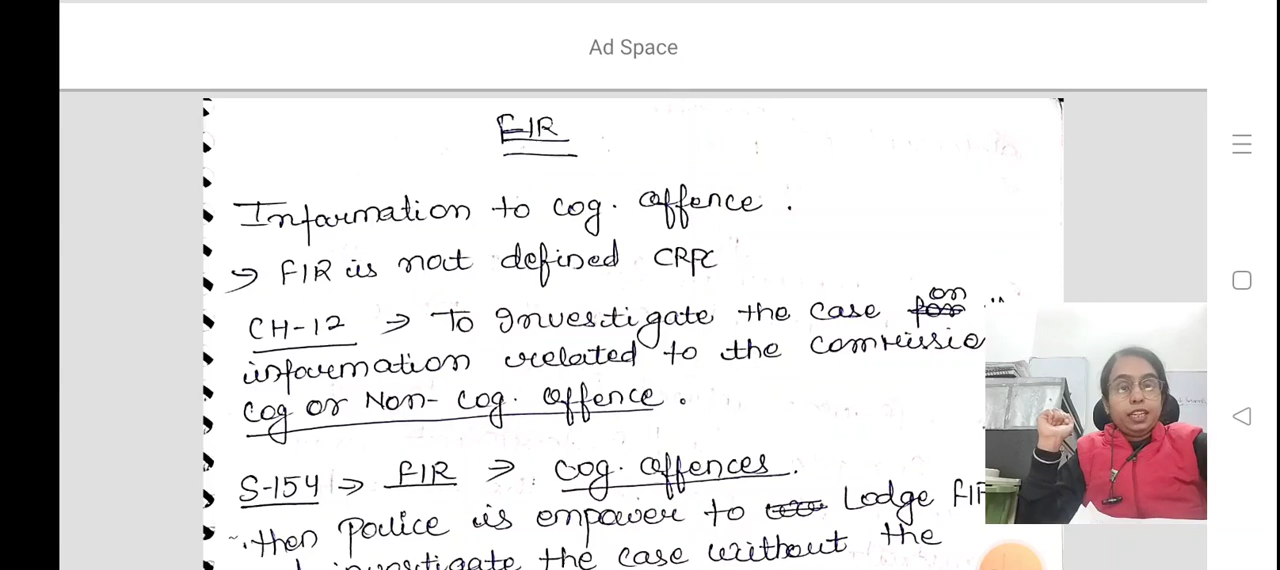 Ad Space
FIR
Information to cog. offence.
→ FIR is not defined CRPC
CH-12 ⇒ To Investigate the case for on
information related to the commissio
cog or Non-cog. offence.
S-154 ⇒ FIR ⇒ cog. offences.
then police is empower to Lodge FIR
investigate the case without the